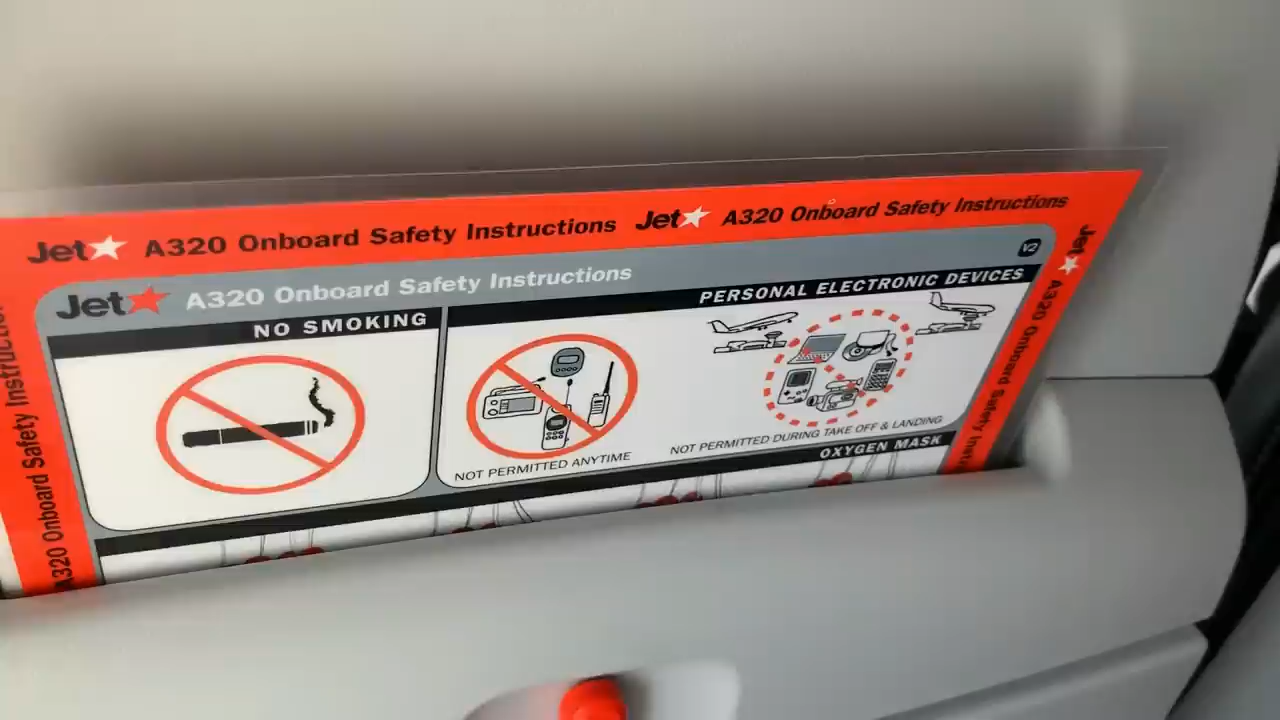 Jet★ A320 Onboard Safety Instructions Jet★ A320 Onboard Safety Instructions
Jet★ A320 Onboard Safety Instructions V2
NO SMOKING
PERSONAL ELECTRONIC DEVICES
NOT PERMITTED ANYTIME
NOT PERMITTED DURING TAKE OFF & LANDING
OXYGEN MASK
A320 Onboard Safety
Jet★ A320 Onboard Safety